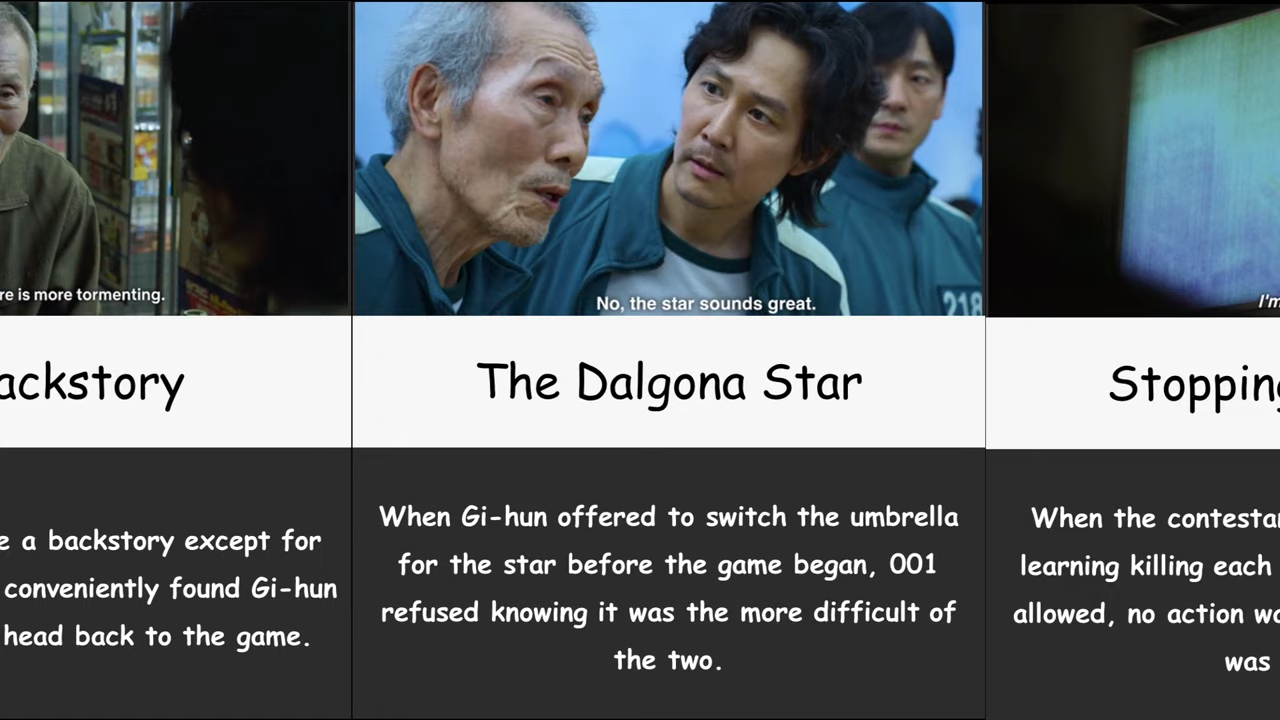 re is more tormenting.
ackstory
e a backstory except for
conveniently found Gi-hun
head back to the game.
No, the star sounds great.
218
The Dalgona Star
When Gi-hun offered to switch the umbrella
for the star before the game began, 001
refused knowing it was the more difficult of
the two.
I'm
Stopping
When the contestan
learning killing each
allowed, no action wa
was